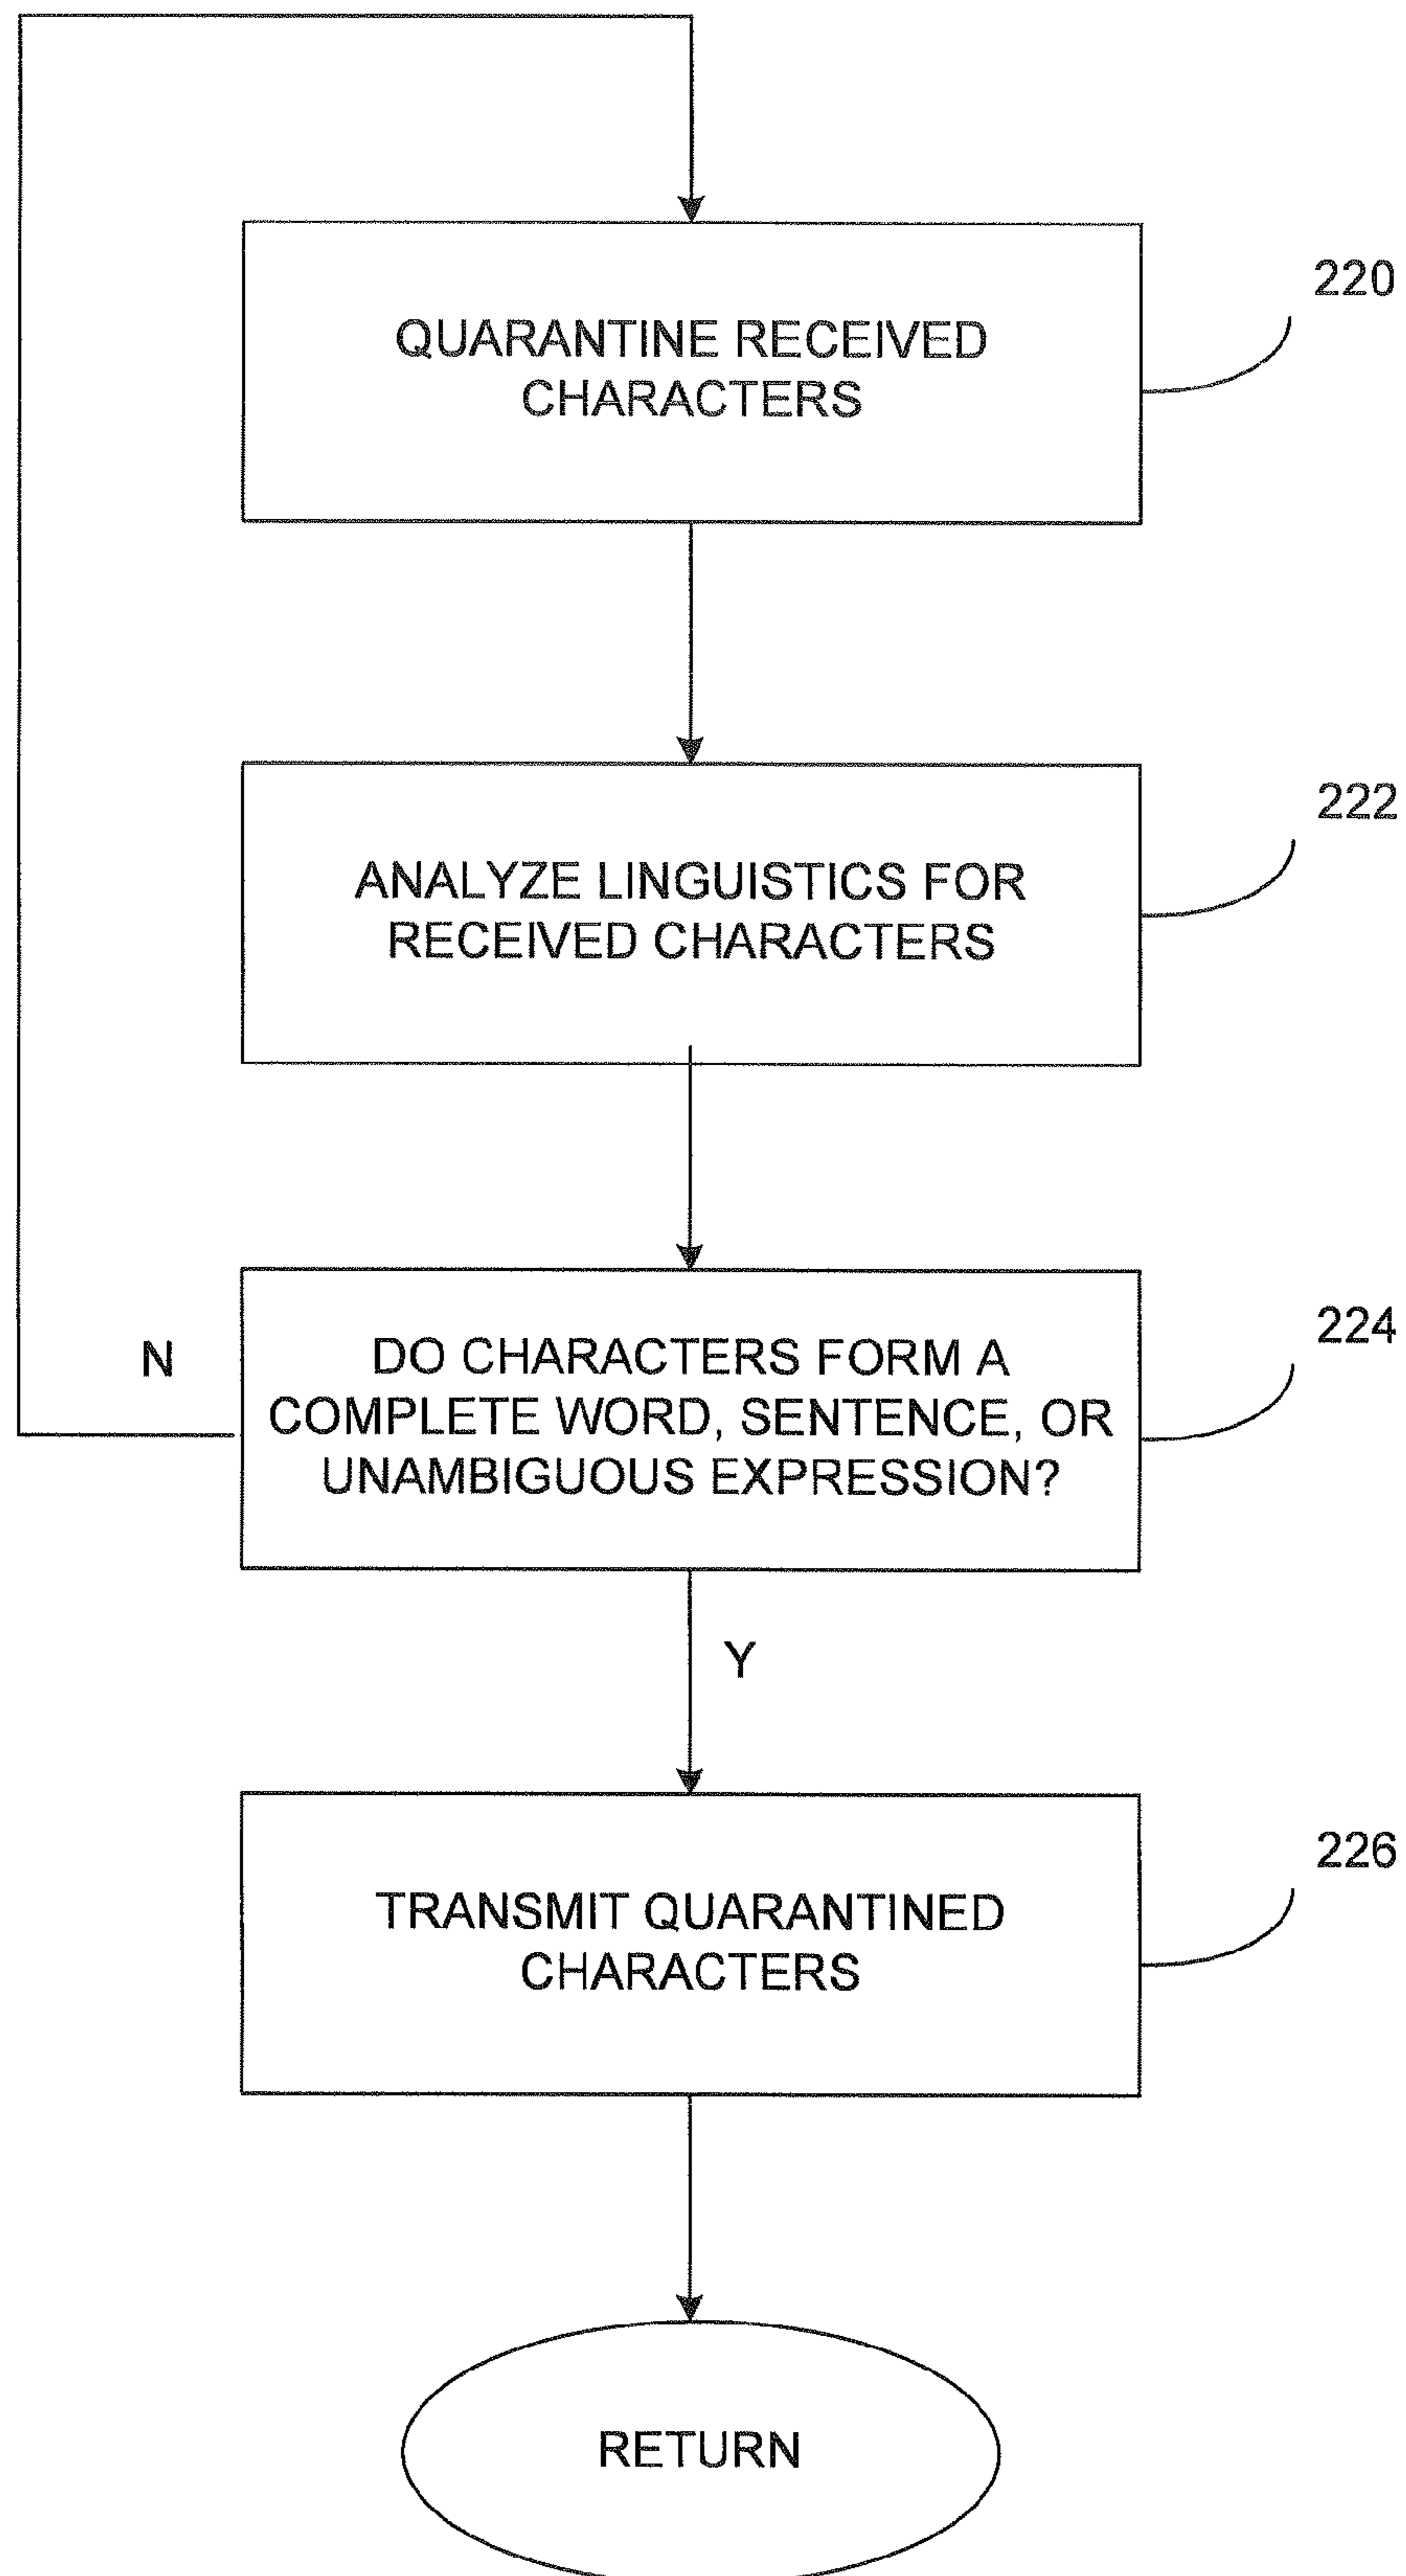 220
QUARANTINE RECEIVED
CHARACTERS
222
ANALYZE LINGUISTICS FOR
RECEIVED CHARACTERS
224
N
DO CHARACTERS FORM A
COMPLETE WORD, SENTENCE, OR
UNAMBIGUOUS EXPRESSION?
Y
226
TRANSMIT QUARANTINED
CHARACTERS
RETURN